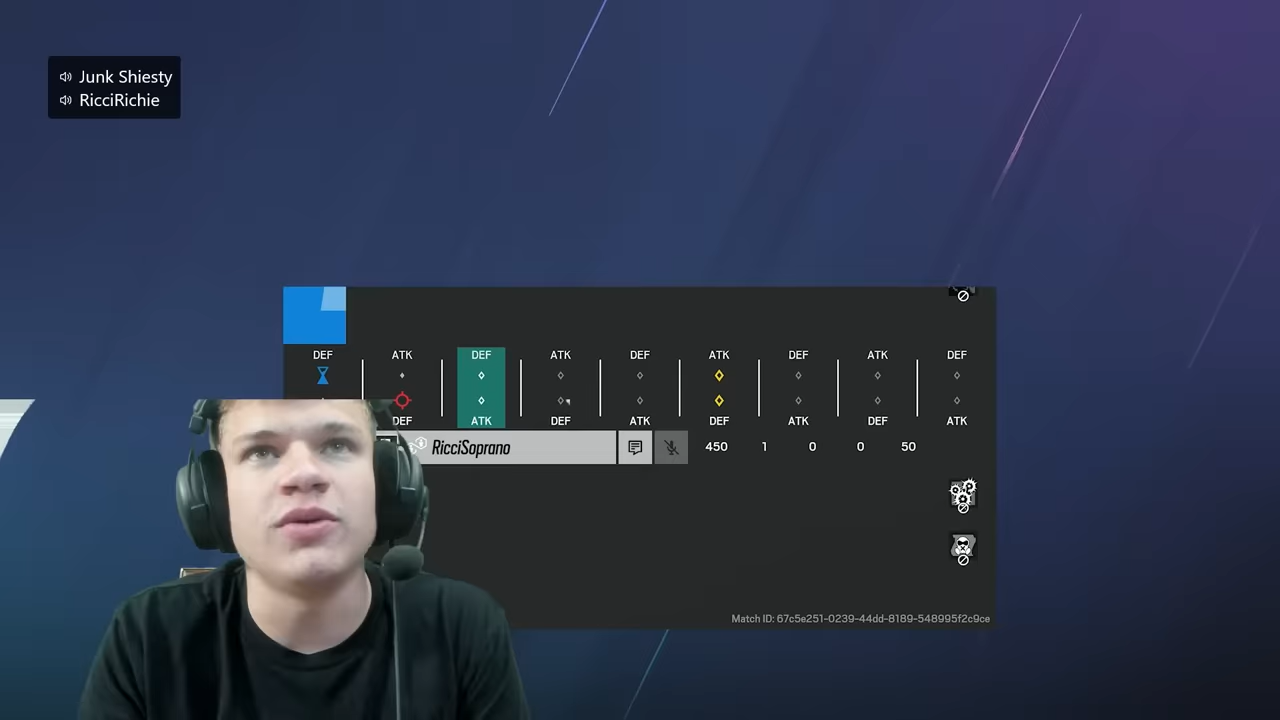 Junk Shiesty
RicciRichie
DEF ATK DEF ATK DEF ATK DEF ATK DEF
DEF ATK DEF ATK DEF ATK DEF ATK
RicciSoprano 450 1 0 0 50
Match ID: 67c5e251-0239-44dd-8189-548995f2c9ce